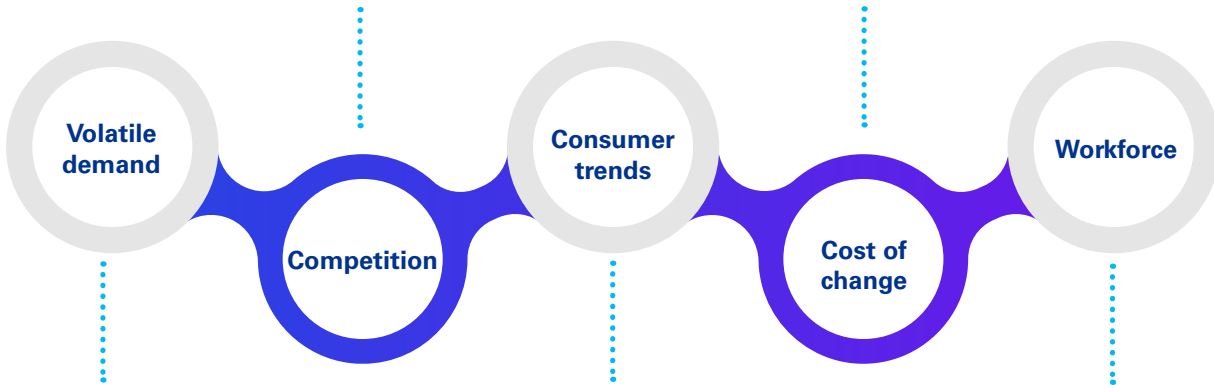 Volatile
demand
Competition
Consumer
trends
Cost of
change
Workforce